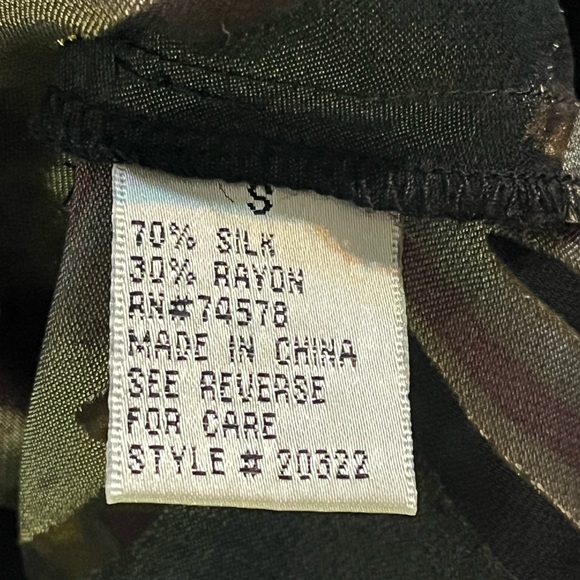 S
70% SILK
30% RAYON
RN#74578
MADE IN CHINA
SEE REVERSE
FOR CARE
STYLE # 20322